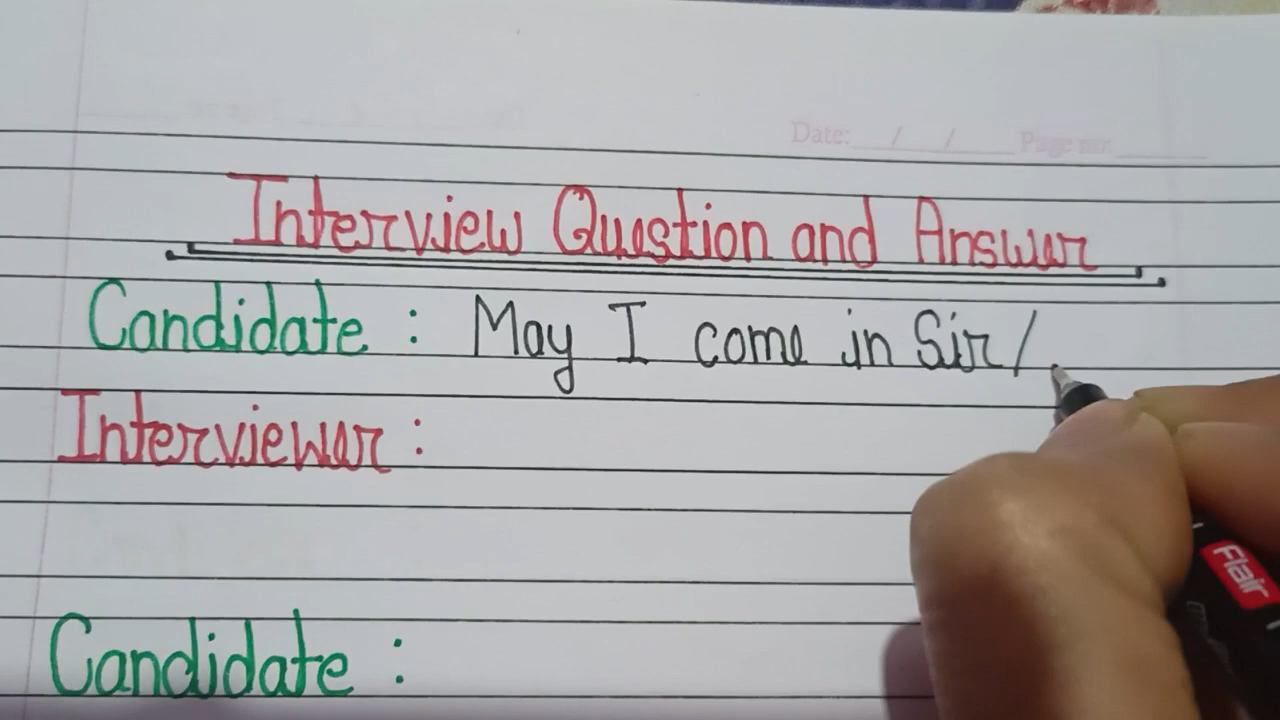 Date: / / Page no:
Interview Question and Answer
Candidate : May I come in Sir/
Interviewer :
Candidate :
Flair